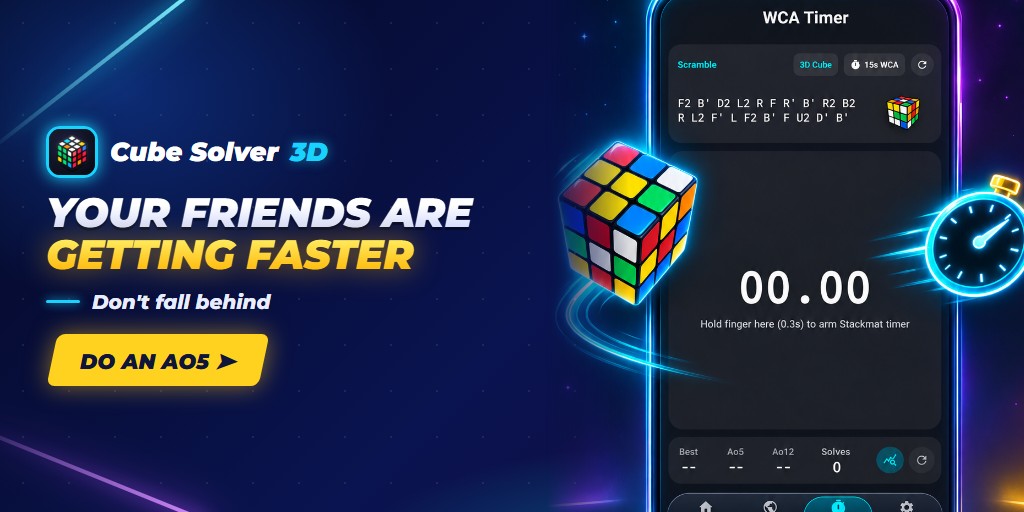 Cube Solver 3D
YOUR FRIENDS ARE
GETTING FASTER
Don't fall behind
DO AN AO5 ➤
WCA Timer
Scramble
3D Cube
15s WCA
F2 B' D2 L2 R F R' B' R2 B2
R L2 F' L F2 B' F U2 D' B'
00.00
Hold finger here (0.3s) to arm Stackmat timer
Best Ao5 Ao12 Solves
-- -- -- 0